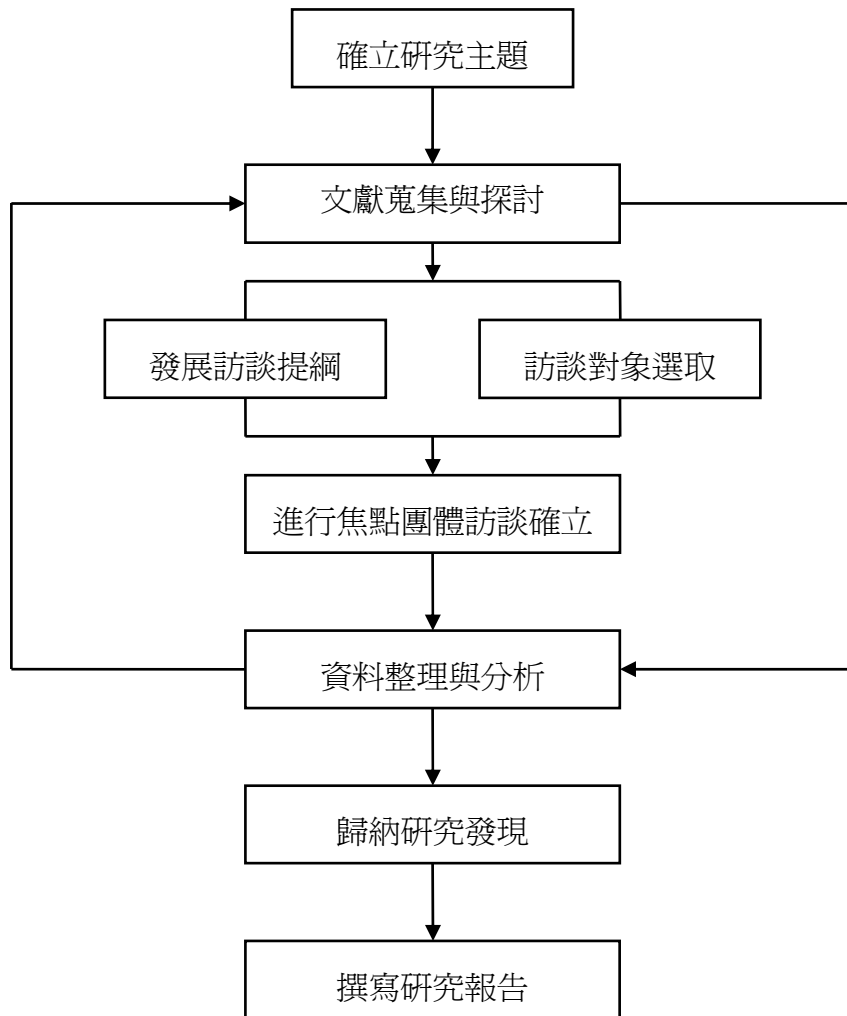 確立研究主題
文獻蒐集與探討
發展訪談提綱
訪談對象選取
進行焦點團體訪談確立
資料整理與分析
歸納研究發現
撰寫研究報告